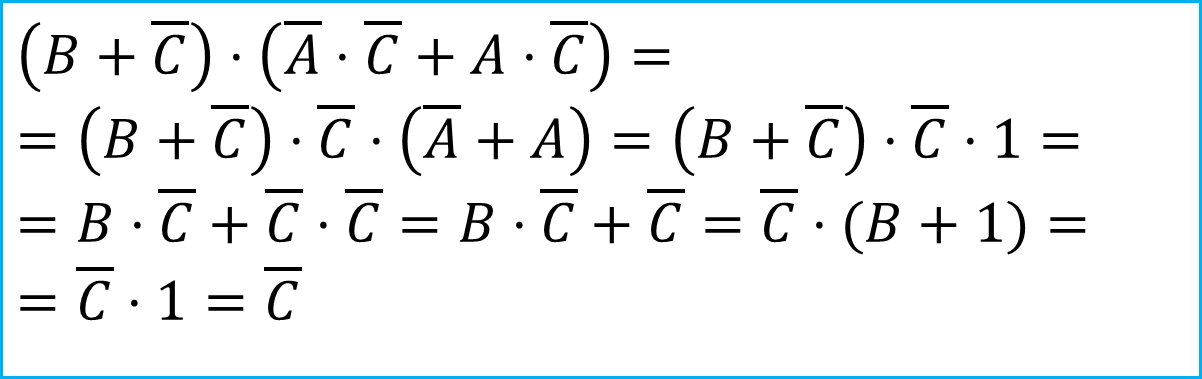 (B + C̅) · (A̅ · C̅ + A · C̅) =
= (B + C̅) · C̅ · (A̅ + A) = (B + C̅) · C̅ · 1 =
= B · C̅ + C̅ · C̅ = B · C̅ + C̅ = C̅ · (B + 1) =
= C̅ · 1 = C̅